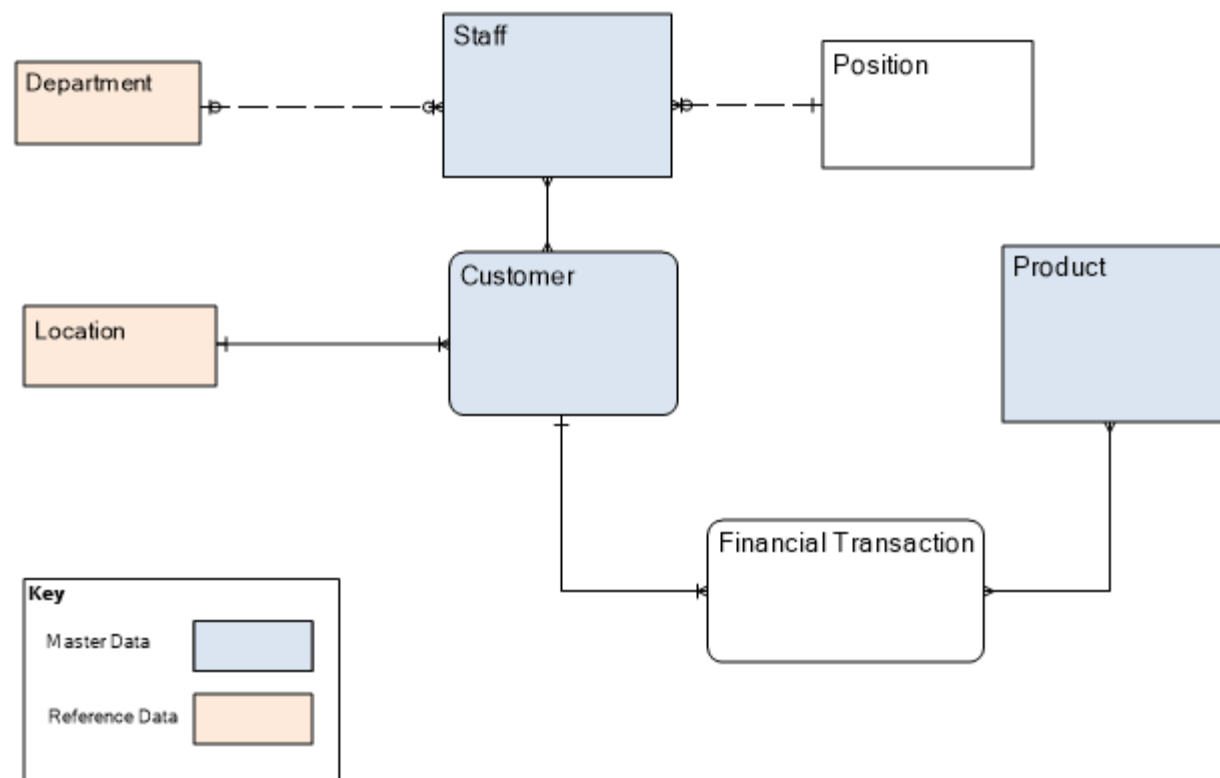 Staff
Position
Department
Customer
Product
Location
Financial Transaction
Key
Master Data
Reference Data